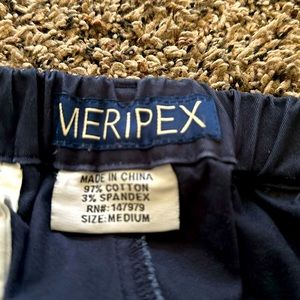 MERIPEX
MADE IN CHINA
97% COTTON
3% SPANDEX
RN#: 147979
SIZE: MEDIUM